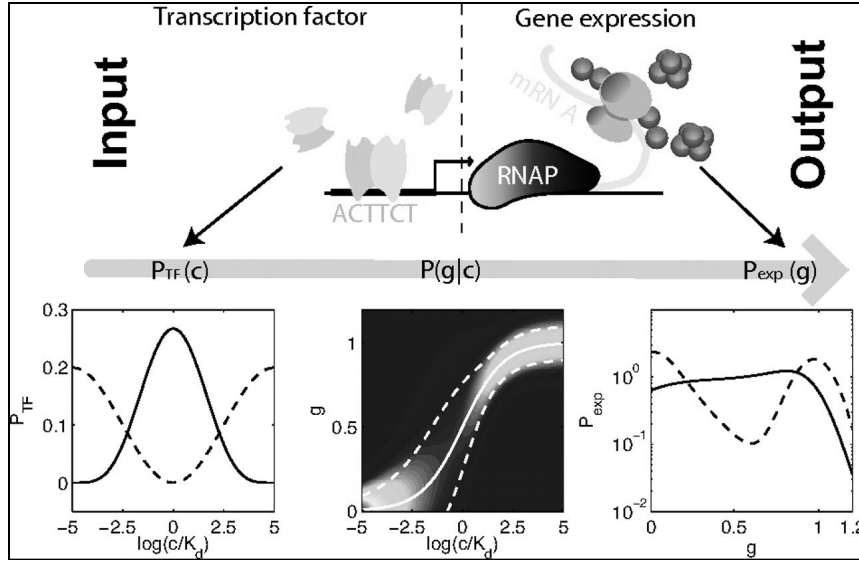 Transcription factor
Gene expression
Input
Output
mRNA
RNAP
ACTTCT
P_TF (c)
P(g|c)
P_exp (g)
0.3
0.2
0.1
0
P_TF
−5
−2.5
0
2.5
5
log(c/K_d)
1
0.5
0
g
−5
−2.5
0
2.5
5
log(c/K_d)
10^0
10^−1
10^−2
P_exp
0
0.5
1
1.2
g